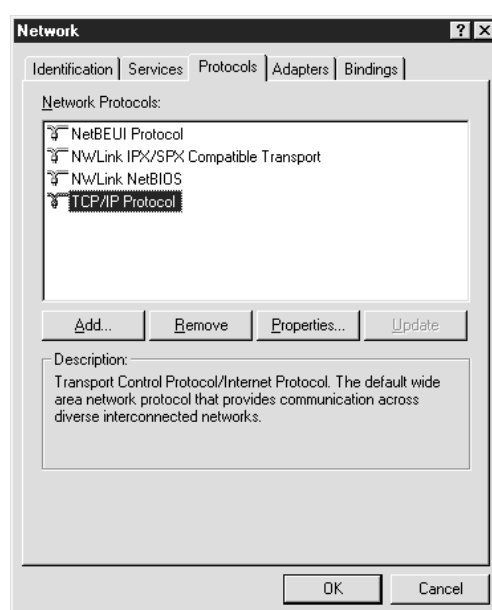 Network
Identification Services Protocols Adapters Bindings
Network Protocols:
NetBEUI Protocol
NWLink IPX/SPX Compatible Transport
NWLink NetBIOS
TCP/IP Protocol
Add... Remove Properties... Update
Description:
Transport Control Protocol/Internet Protocol. The default wide
area network protocol that provides communication across
diverse interconnected networks.
OK Cancel